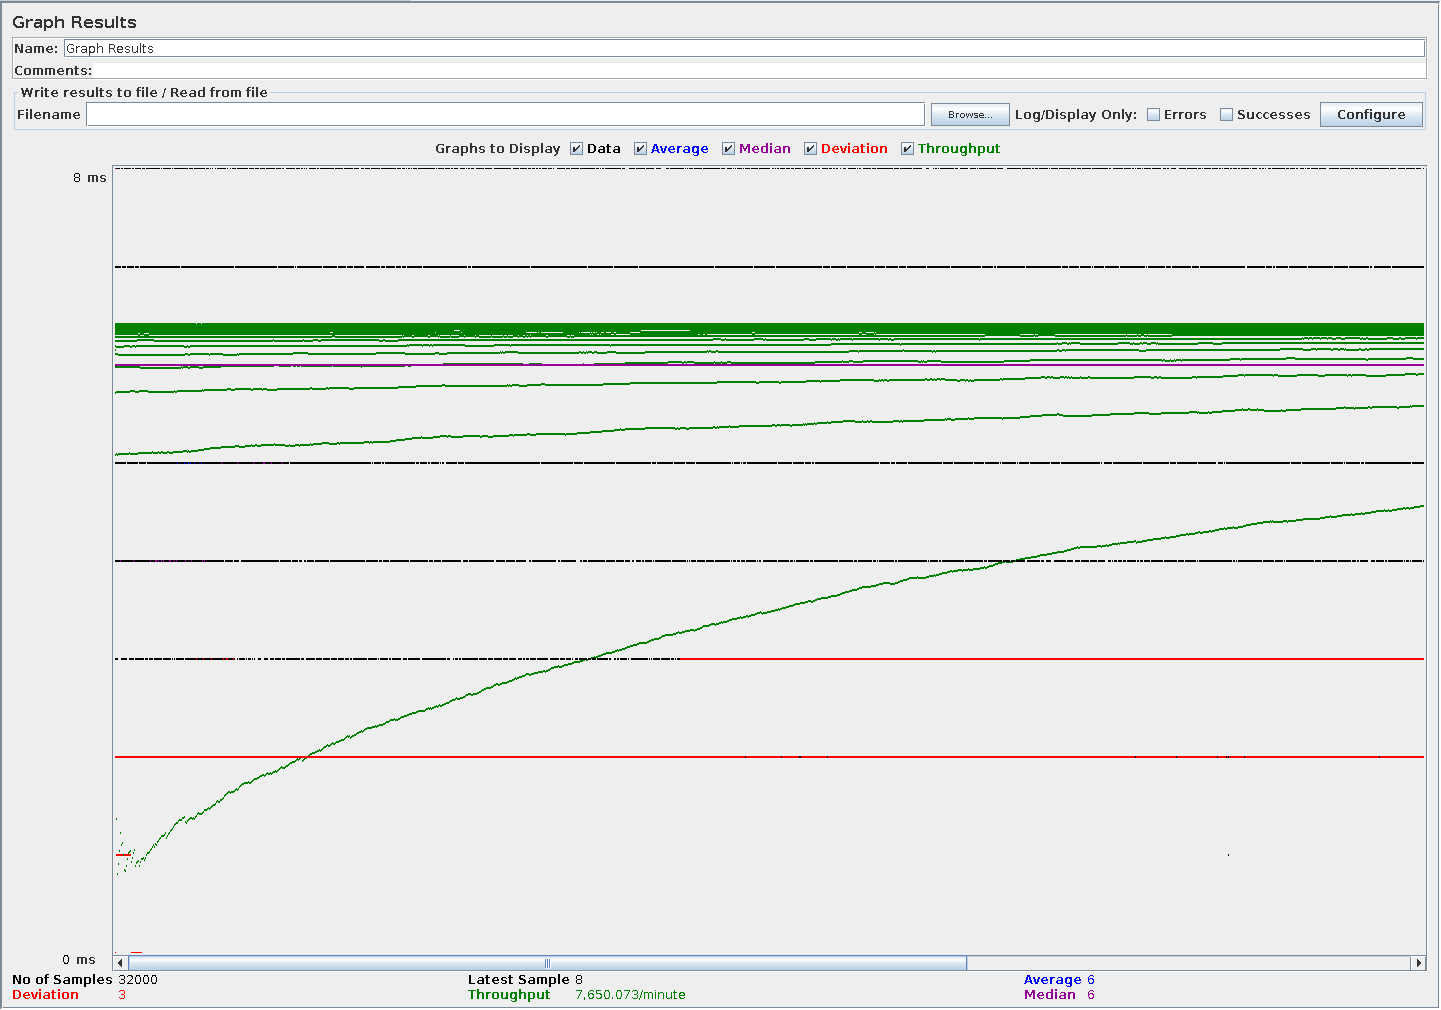 Graph Results
Name: Graph Results
Comments:
Write results to file / Read from file
Filename Browse... Log/Display Only: Errors Successes Configure
Graphs to Display Data Average Median Deviation Throughput
8 ms
0 ms
No of Samples 32000 Latest Sample 8 Average 6
Deviation 3 Throughput 7,650.073/minute Median 6